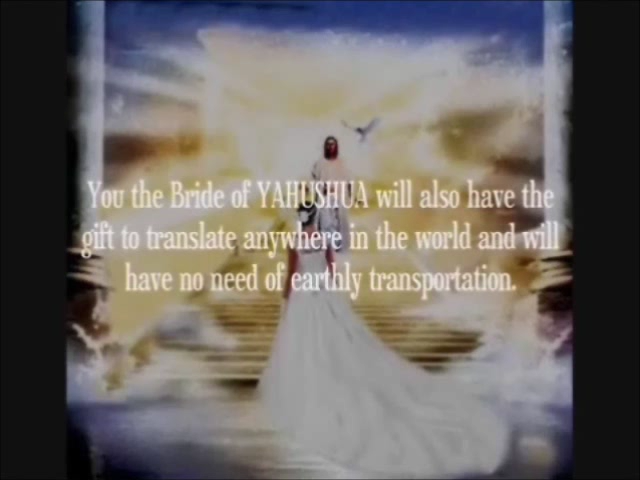 You the Bride of YAHUSHUA will also have the
gift to translate anywhere in the world and will
have no need of earthly transportation.